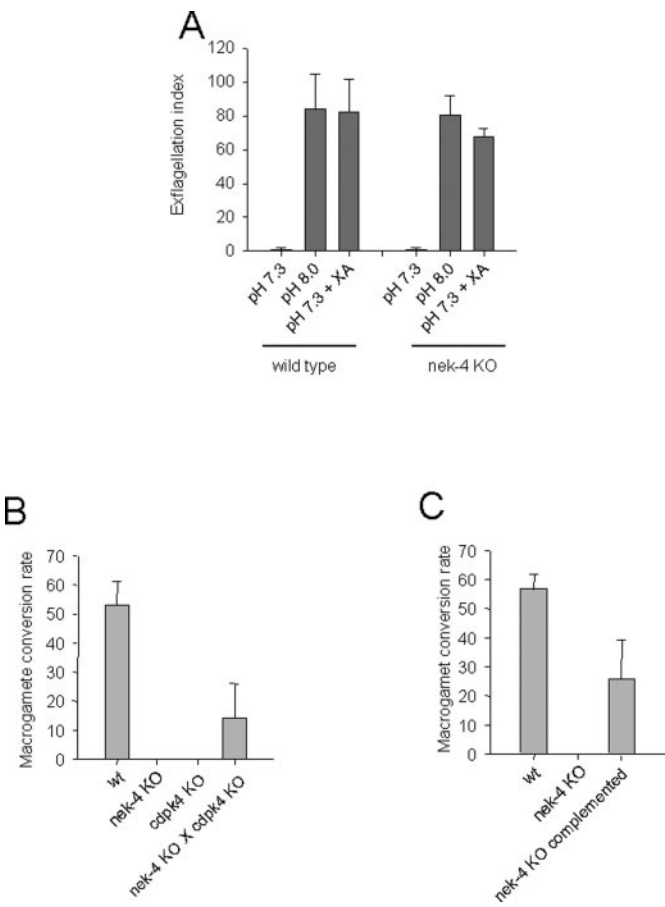 A
Exflagellation index
120
100
80
60
40
20
0
pH 7.3
pH 8.0
pH 7.3 + XA
pH 7.3
pH 8.0
pH 7.3 + XA
wild type
nek-4 KO
B
Macrogamete conversion rate
70
60
50
40
30
20
10
0
wt
nek-4 KO
cdpk4 KO
nek-4 KO X cdpk4 KO
C
Macrogamet conversion rate
70
60
50
40
30
20
10
0
wt
nek-4 KO
nek-4 KO complemented